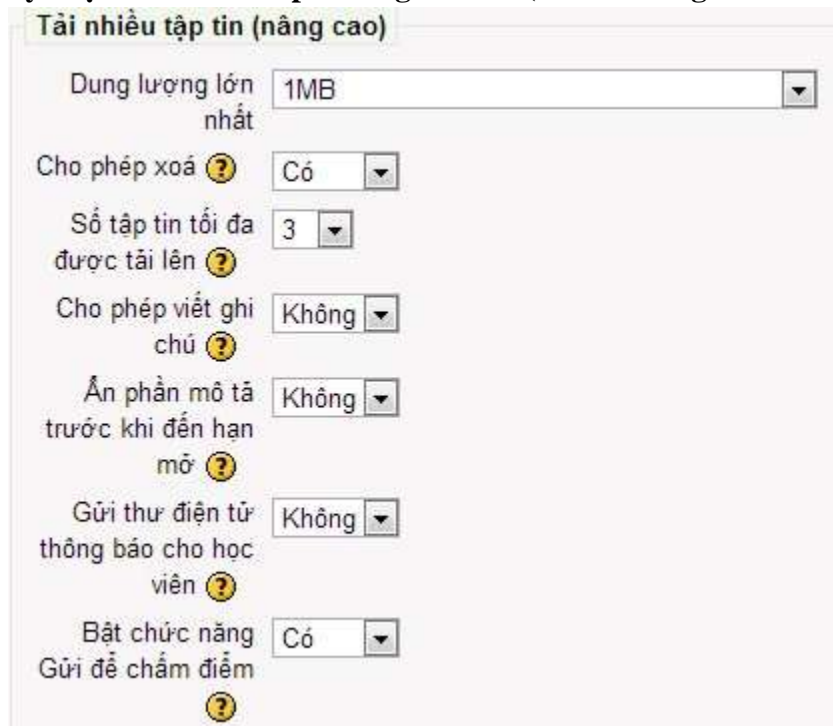 Tải nhiều tập tin (nâng cao)
Dung lượng lớn nhất
1MB
Cho phép xoá
Có
Số tập tin tối đa được tải lên
3
Cho phép viết ghi chú
Không
Ẩn phần mô tả trước khi đến hạn mở
Không
Gửi thư điện tử thông báo cho học viên
Không
Bật chức năng Gửi để chấm điểm
Có